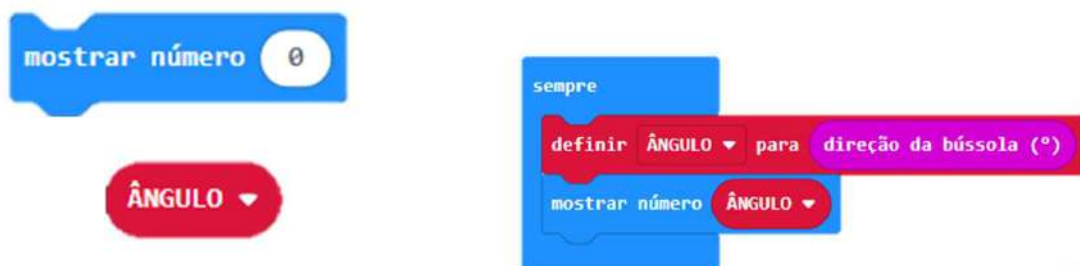 mostrar número 0
ÂNGULO
sempre
definir ÂNGULO para direção da bússola (º)
mostrar número ÂNGULO